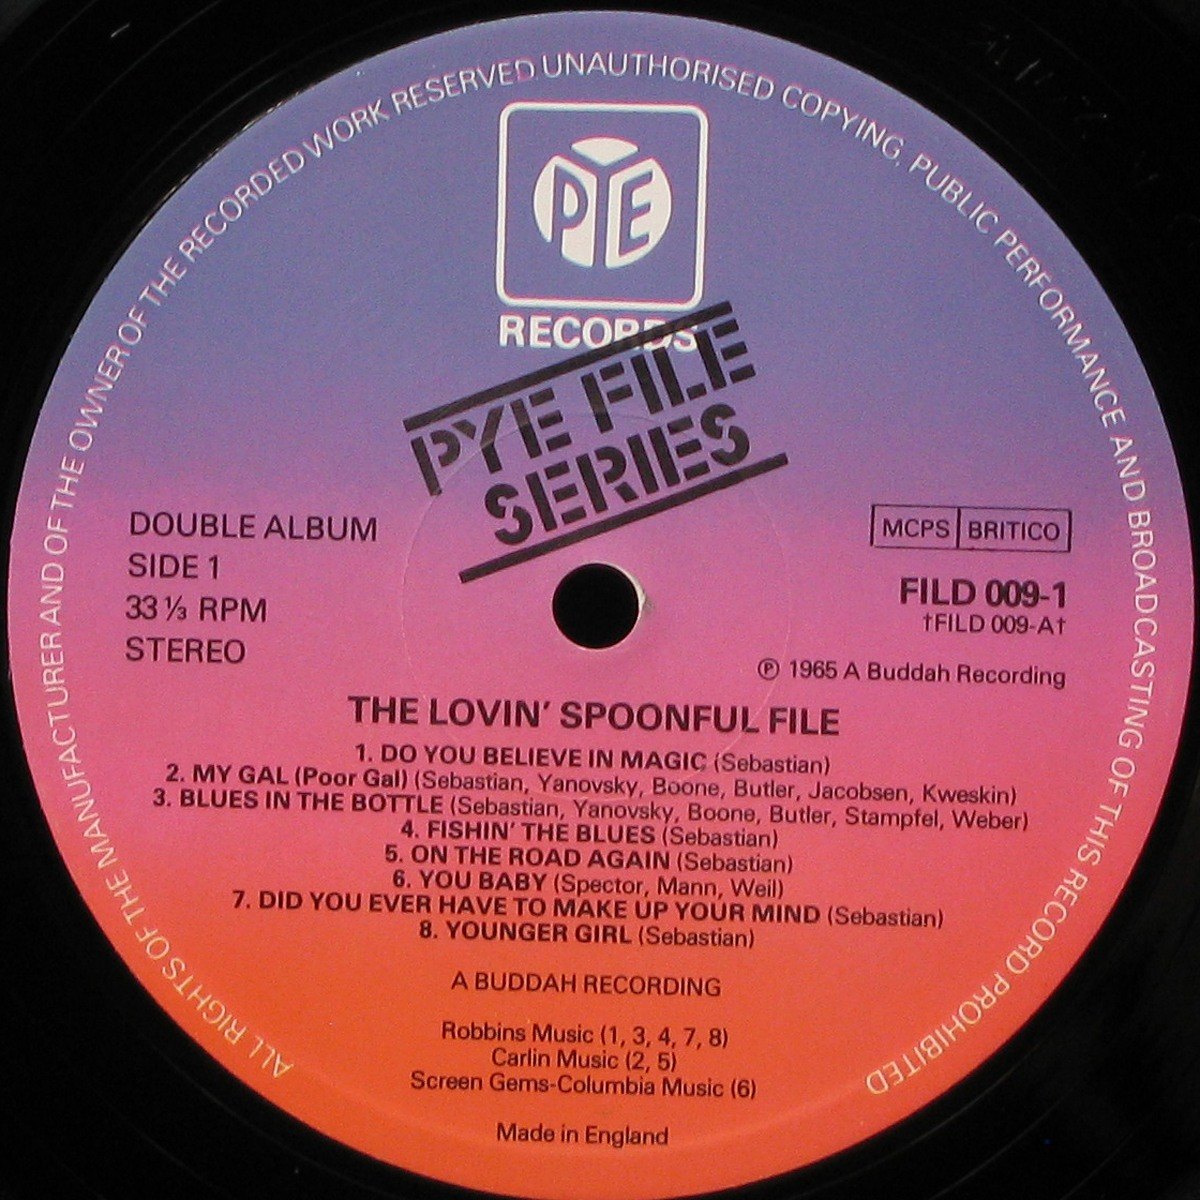 ALL RIGHTS OF THE MANUFACTURER AND OF THE OWNER OF THE RECORDED WORK RESERVED UNAUTHORISED COPYING, PUBLIC PERFORMANCE AND BROADCASTING OF THIS RECORD PROHIBITED
PYE
RECORDS
PYE FILE
SERIES
DOUBLE ALBUM
SIDE 1
33 ⅓ RPM
STEREO
MCPS BRITICO
FILD 009-1
†FILD 009-A†
℗ 1965 A Buddah Recording
THE LOVIN' SPOONFUL FILE
1. DO YOU BELIEVE IN MAGIC (Sebastian)
2. MY GAL (Poor Gal) (Sebastian, Yanovsky, Boone, Butler, Jacobsen, Kweskin)
3. BLUES IN THE BOTTLE (Sebastian, Yanovsky, Boone, Butler, Stampfel, Weber)
4. FISHIN' THE BLUES (Sebastian)
5. ON THE ROAD AGAIN (Sebastian)
6. YOU BABY (Spector, Mann, Weil)
7. DID YOU EVER HAVE TO MAKE UP YOUR MIND (Sebastian)
8. YOUNGER GIRL (Sebastian)
A BUDDAH RECORDING
Robbins Music (1, 3, 4, 7, 8)
Carlin Music (2, 5)
Screen Gems-Columbia Music (6)
Made in England